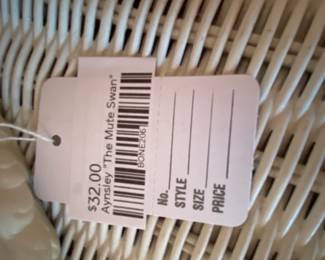 $32.00
Aynsley "The Mute Swan"
BONE206
No.
STYLE
SIZE
PRICE